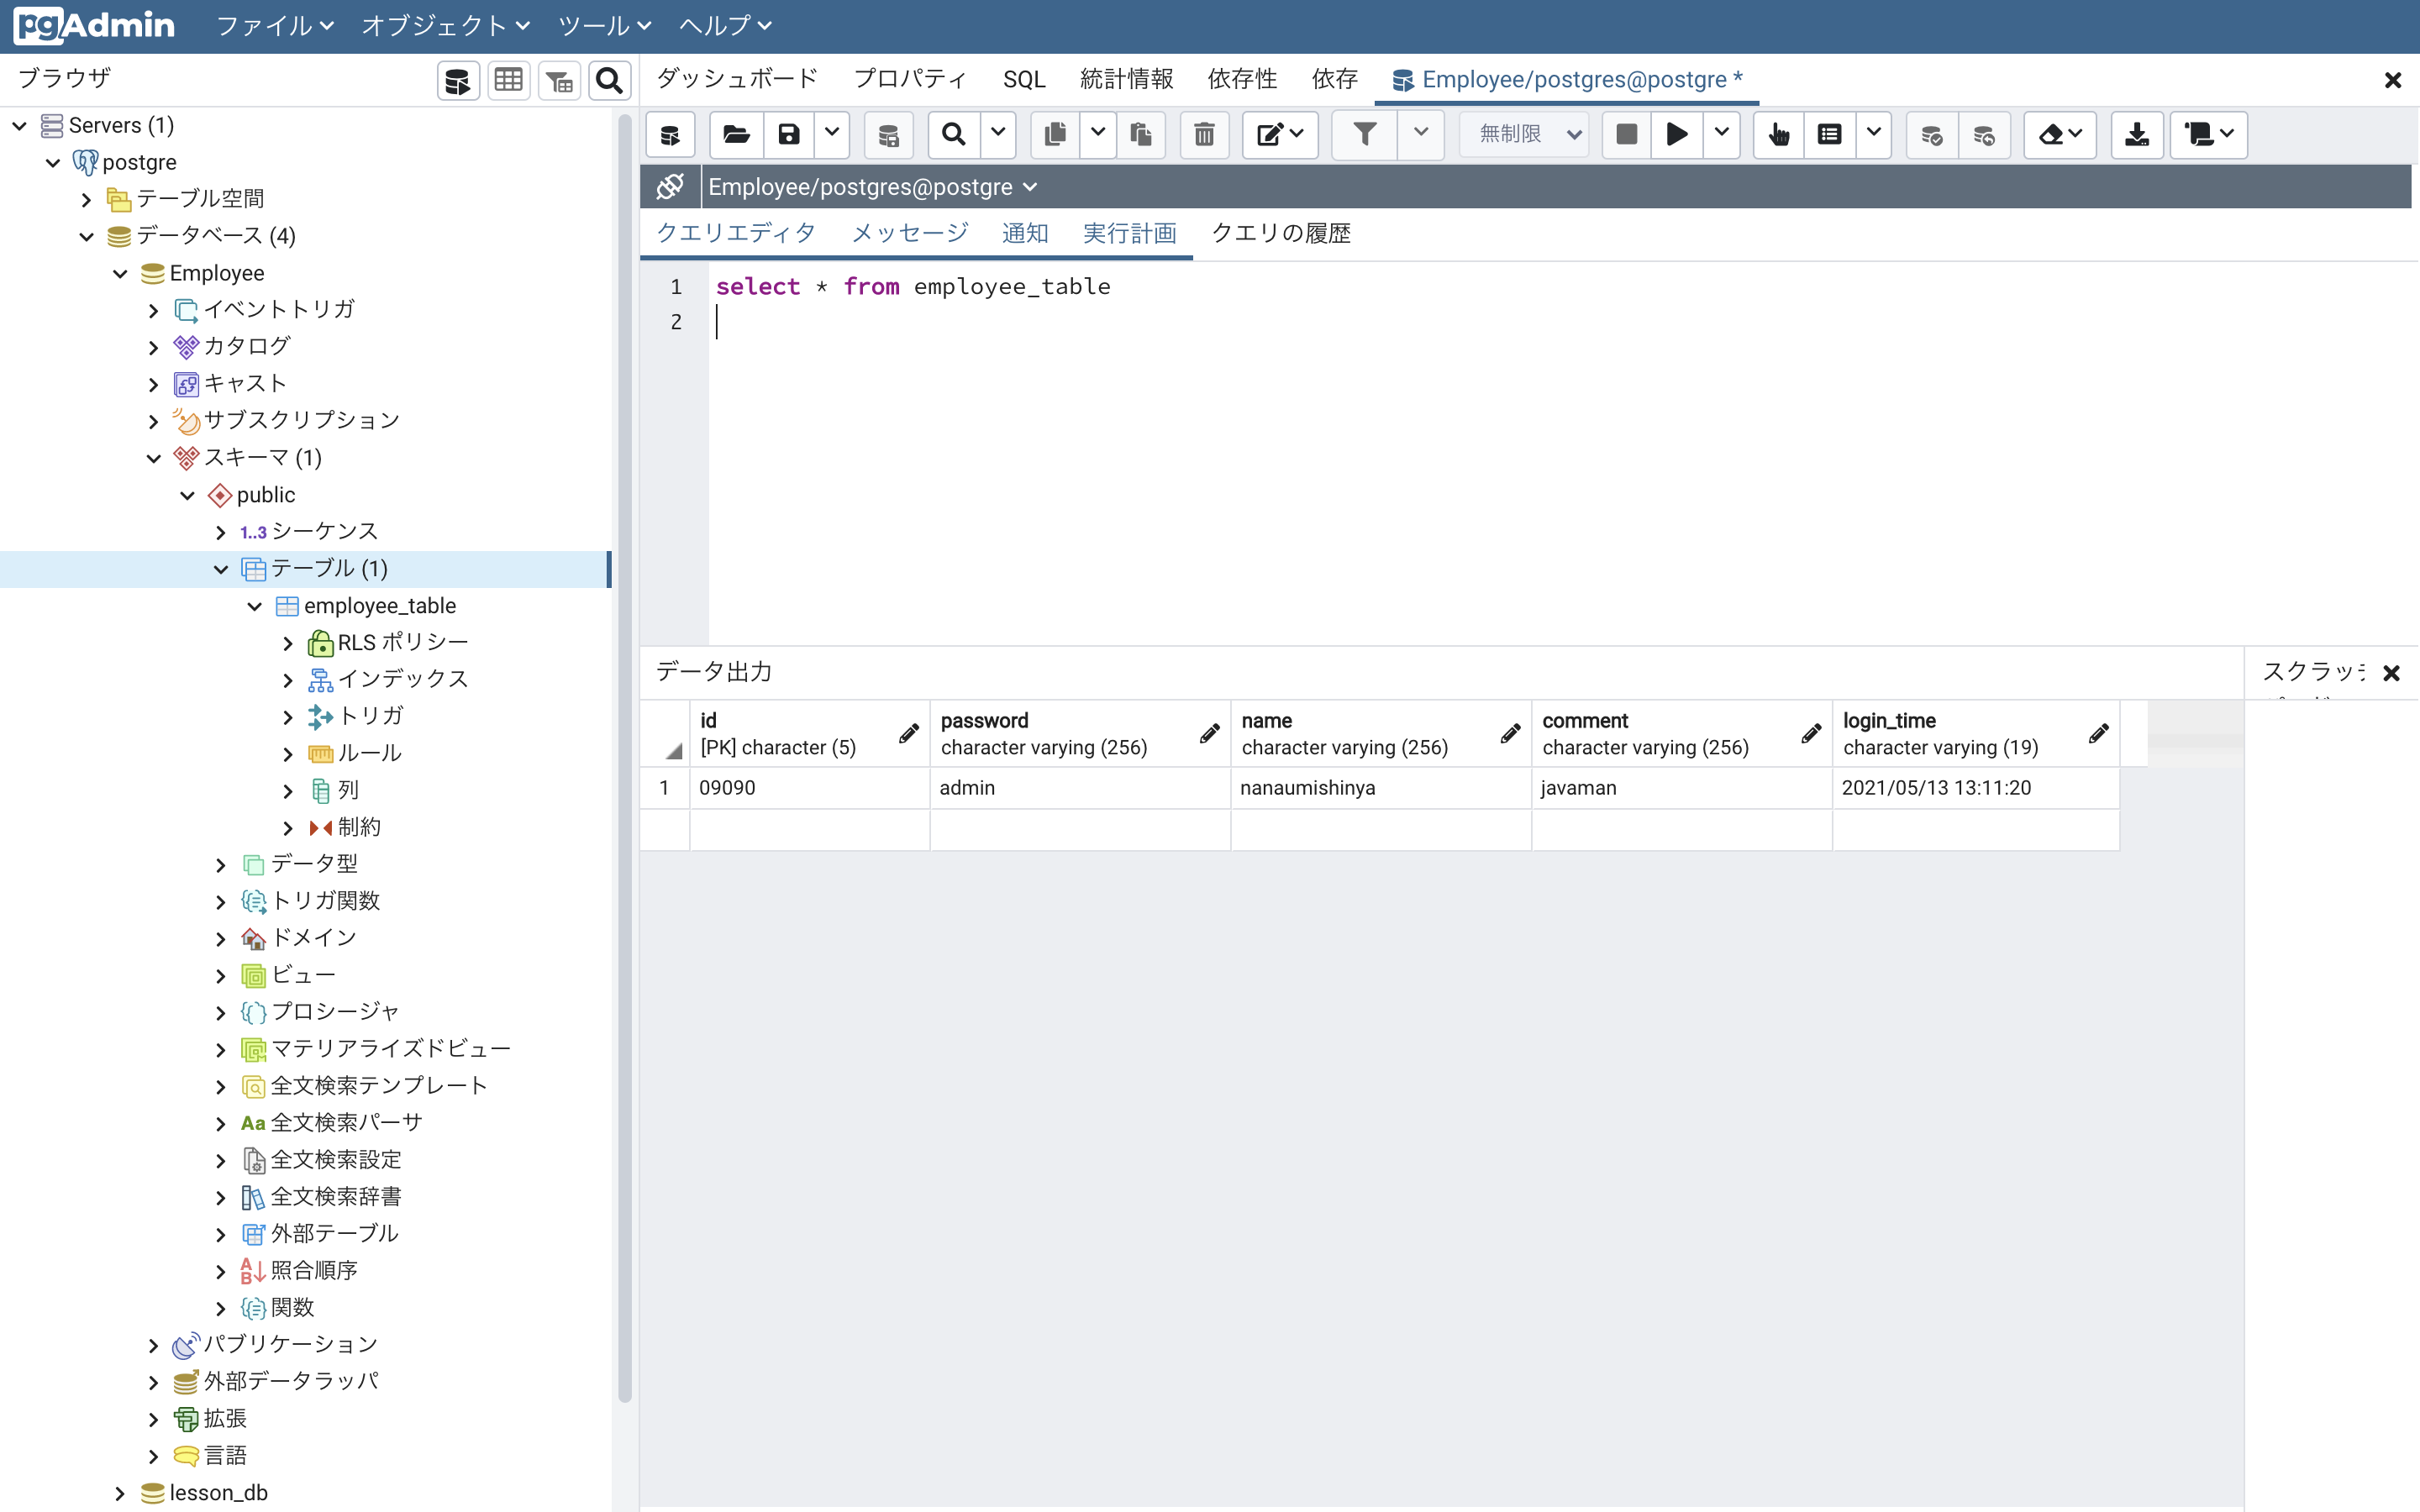 pgAdmin ファイル オブジェクト ツール ヘルプ
ブラウザ
Servers (1)
postgre
テーブル空間
データベース (4)
Employee
イベントトリガ
カタログ
キャスト
サブスクリプション
スキーマ (1)
public
1..3 シーケンス
テーブル (1)
employee_table
RLS ポリシー
インデックス
トリガ
ルール
列
制約
データ型
トリガ関数
ドメイン
ビュー
プロシージャ
マテリアライズドビュー
全文検索テンプレート
Aa 全文検索パーサ
全文検索設定
全文検索辞書
外部テーブル
照合順序
関数
パブリケーション
外部データラッパ
拡張
言語
lesson_db
ダッシュボード プロパティ SQL 統計情報 依存性 依存 Employee/postgres@postgre *
無制限
Employee/postgres@postgre
クエリエディタ メッセージ 通知 実行計画 クエリの履歴
1 select * from employee_table
2
データ出力
スクラッ
id password name comment login_time
[PK] character (5) character varying (256) character varying (256) character varying (256) character varying (19)
1 09090 admin nanaumishinya javaman 2021/05/13 13:11:20